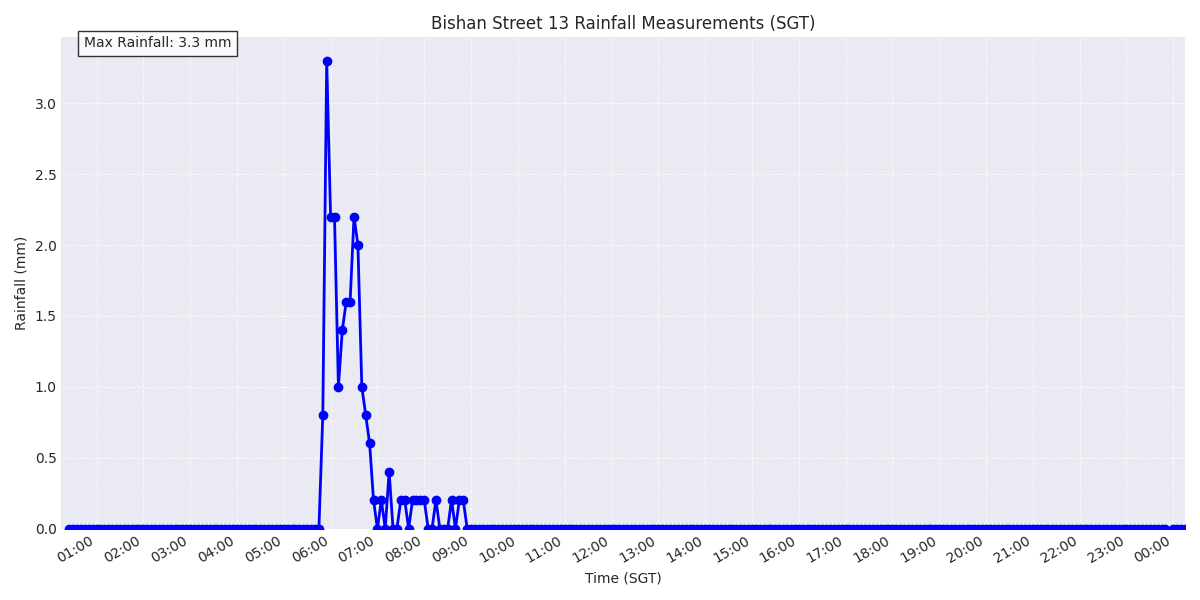 Bishan Street 13 Rainfall Measurements (SGT)
Max Rainfall: 3.3 mm
Rainfall (mm)
3.0
2.5
2.0
1.5
1.0
0.5
0.0
01:00 02:00 03:00 04:00 05:00 06:00 07:00 08:00 09:00 10:00 11:00 12:00 13:00 14:00 15:00 16:00 17:00 18:00 19:00 20:00 21:00 22:00 23:00 00:00
Time (SGT)